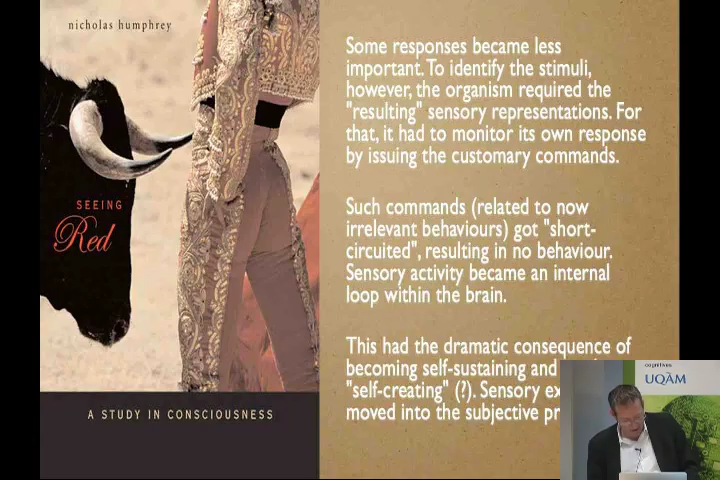 nicholas humphrey
SEEING
Red
A STUDY IN CONSCIOUSNESS
Some responses became less
important. To identify the stimuli,
however, the organism required the
"resulting" sensory representations. For
that, it had to monitor its own response
by issuing the customary commands.
Such commands (related to now
irrelevant behaviours) got "short-
circuited", resulting in no behaviour.
Sensory activity became an internal
loop within the brain.
This had the dramatic consequence of
becoming self-sustaining and
"self-creating" (?). Sensory
moved into the subjective
cognitives
UQÀM